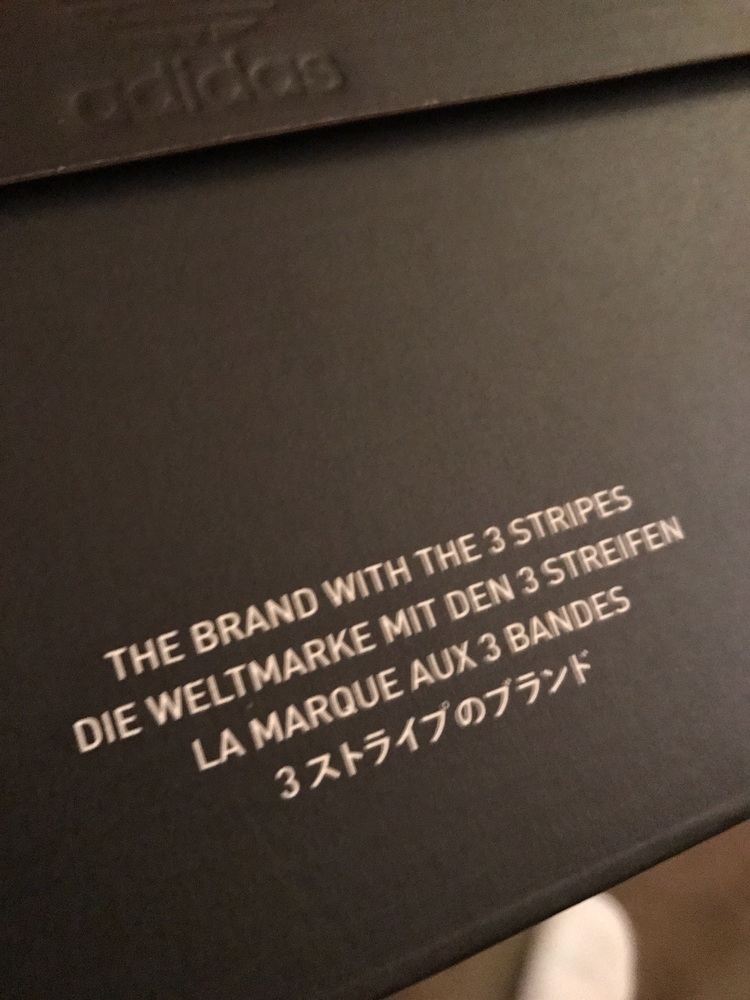 adidas
THE BRAND WITH THE 3 STRIPES
DIE WELTMARKE MIT DEN 3 STREIFEN
LA MARQUE AUX 3 BANDES
3 ストライプのブランド